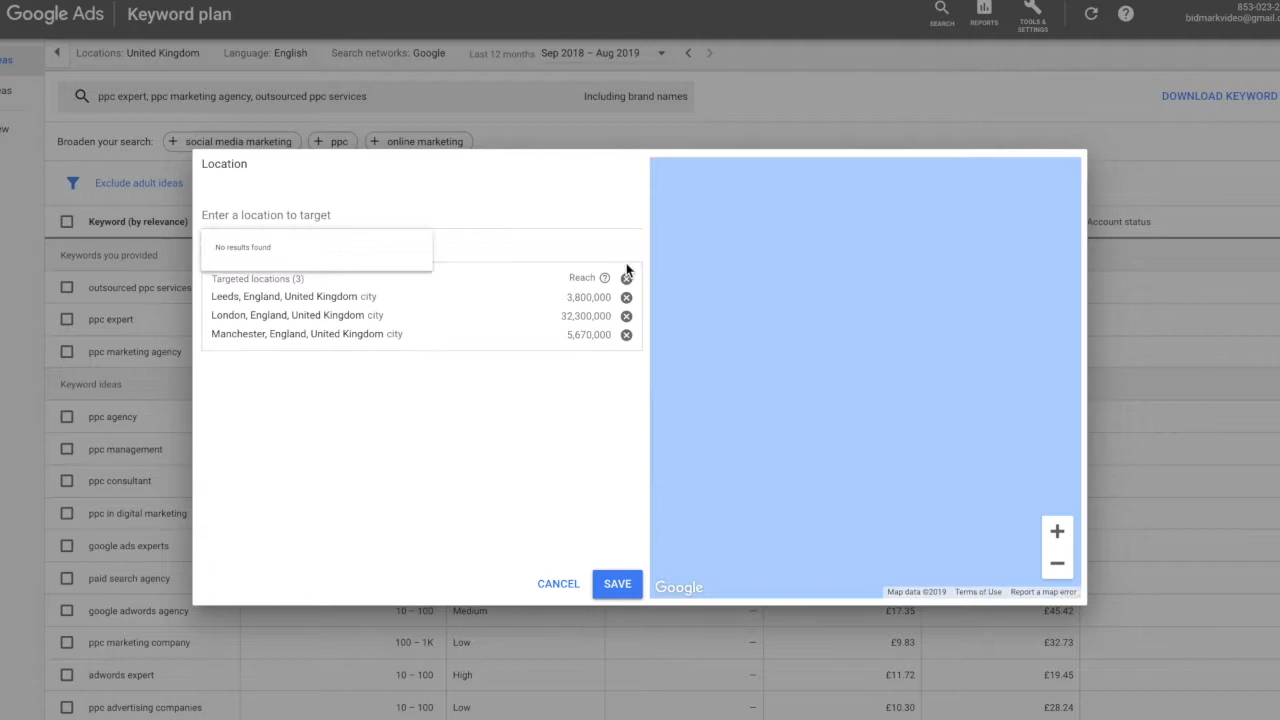 Google Ads Keyword plan
SEARCH
REPORTS
TOOLS &
SETTINGS
853-023-2
bidmarkvideo@gmail.c
eas
eas
ew
Locations: United Kingdom Language: English Search networks: Google Last 12 months Sep 2018 – Aug 2019
ppc expert, ppc marketing agency, outsourced ppc services Including brand names
DOWNLOAD KEYWORD
Broaden your search: + social media marketing + ppc + online marketing
Exclude adult ideas
Keyword (by relevance)
Account status
Keywords you provided
outsourced ppc services
ppc expert
ppc marketing agency
Keyword ideas
ppc agency
ppc management
ppc consultant
ppc in digital marketing
google ads experts
paid search agency
google adwords agency 10 – 100 Medium – £17.35 £45.42
ppc marketing company 100 – 1K Low – £9.83 £32.73
adwords expert 10 – 100 High – £11.72 £19.45
ppc advertising companies 10 – 100 Low – £10.30 £28.24
Location
Enter a location to target
No results found
Targeted locations (3) Reach
Leeds, England, United Kingdom city 3,800,000
London, England, United Kingdom city 32,300,000
Manchester, England, United Kingdom city 5,670,000
CANCEL SAVE
Google
Map data ©2019 Terms of Use Report a map error